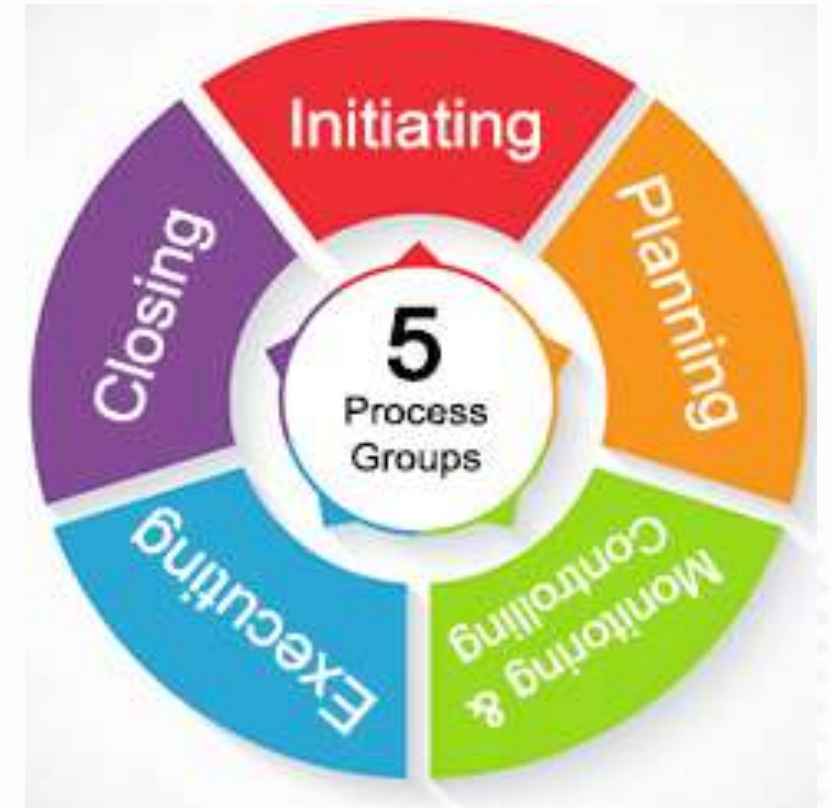 Initiating
Planning
Monitoring &
Controlling
Executing
Closing
5
Process
Groups